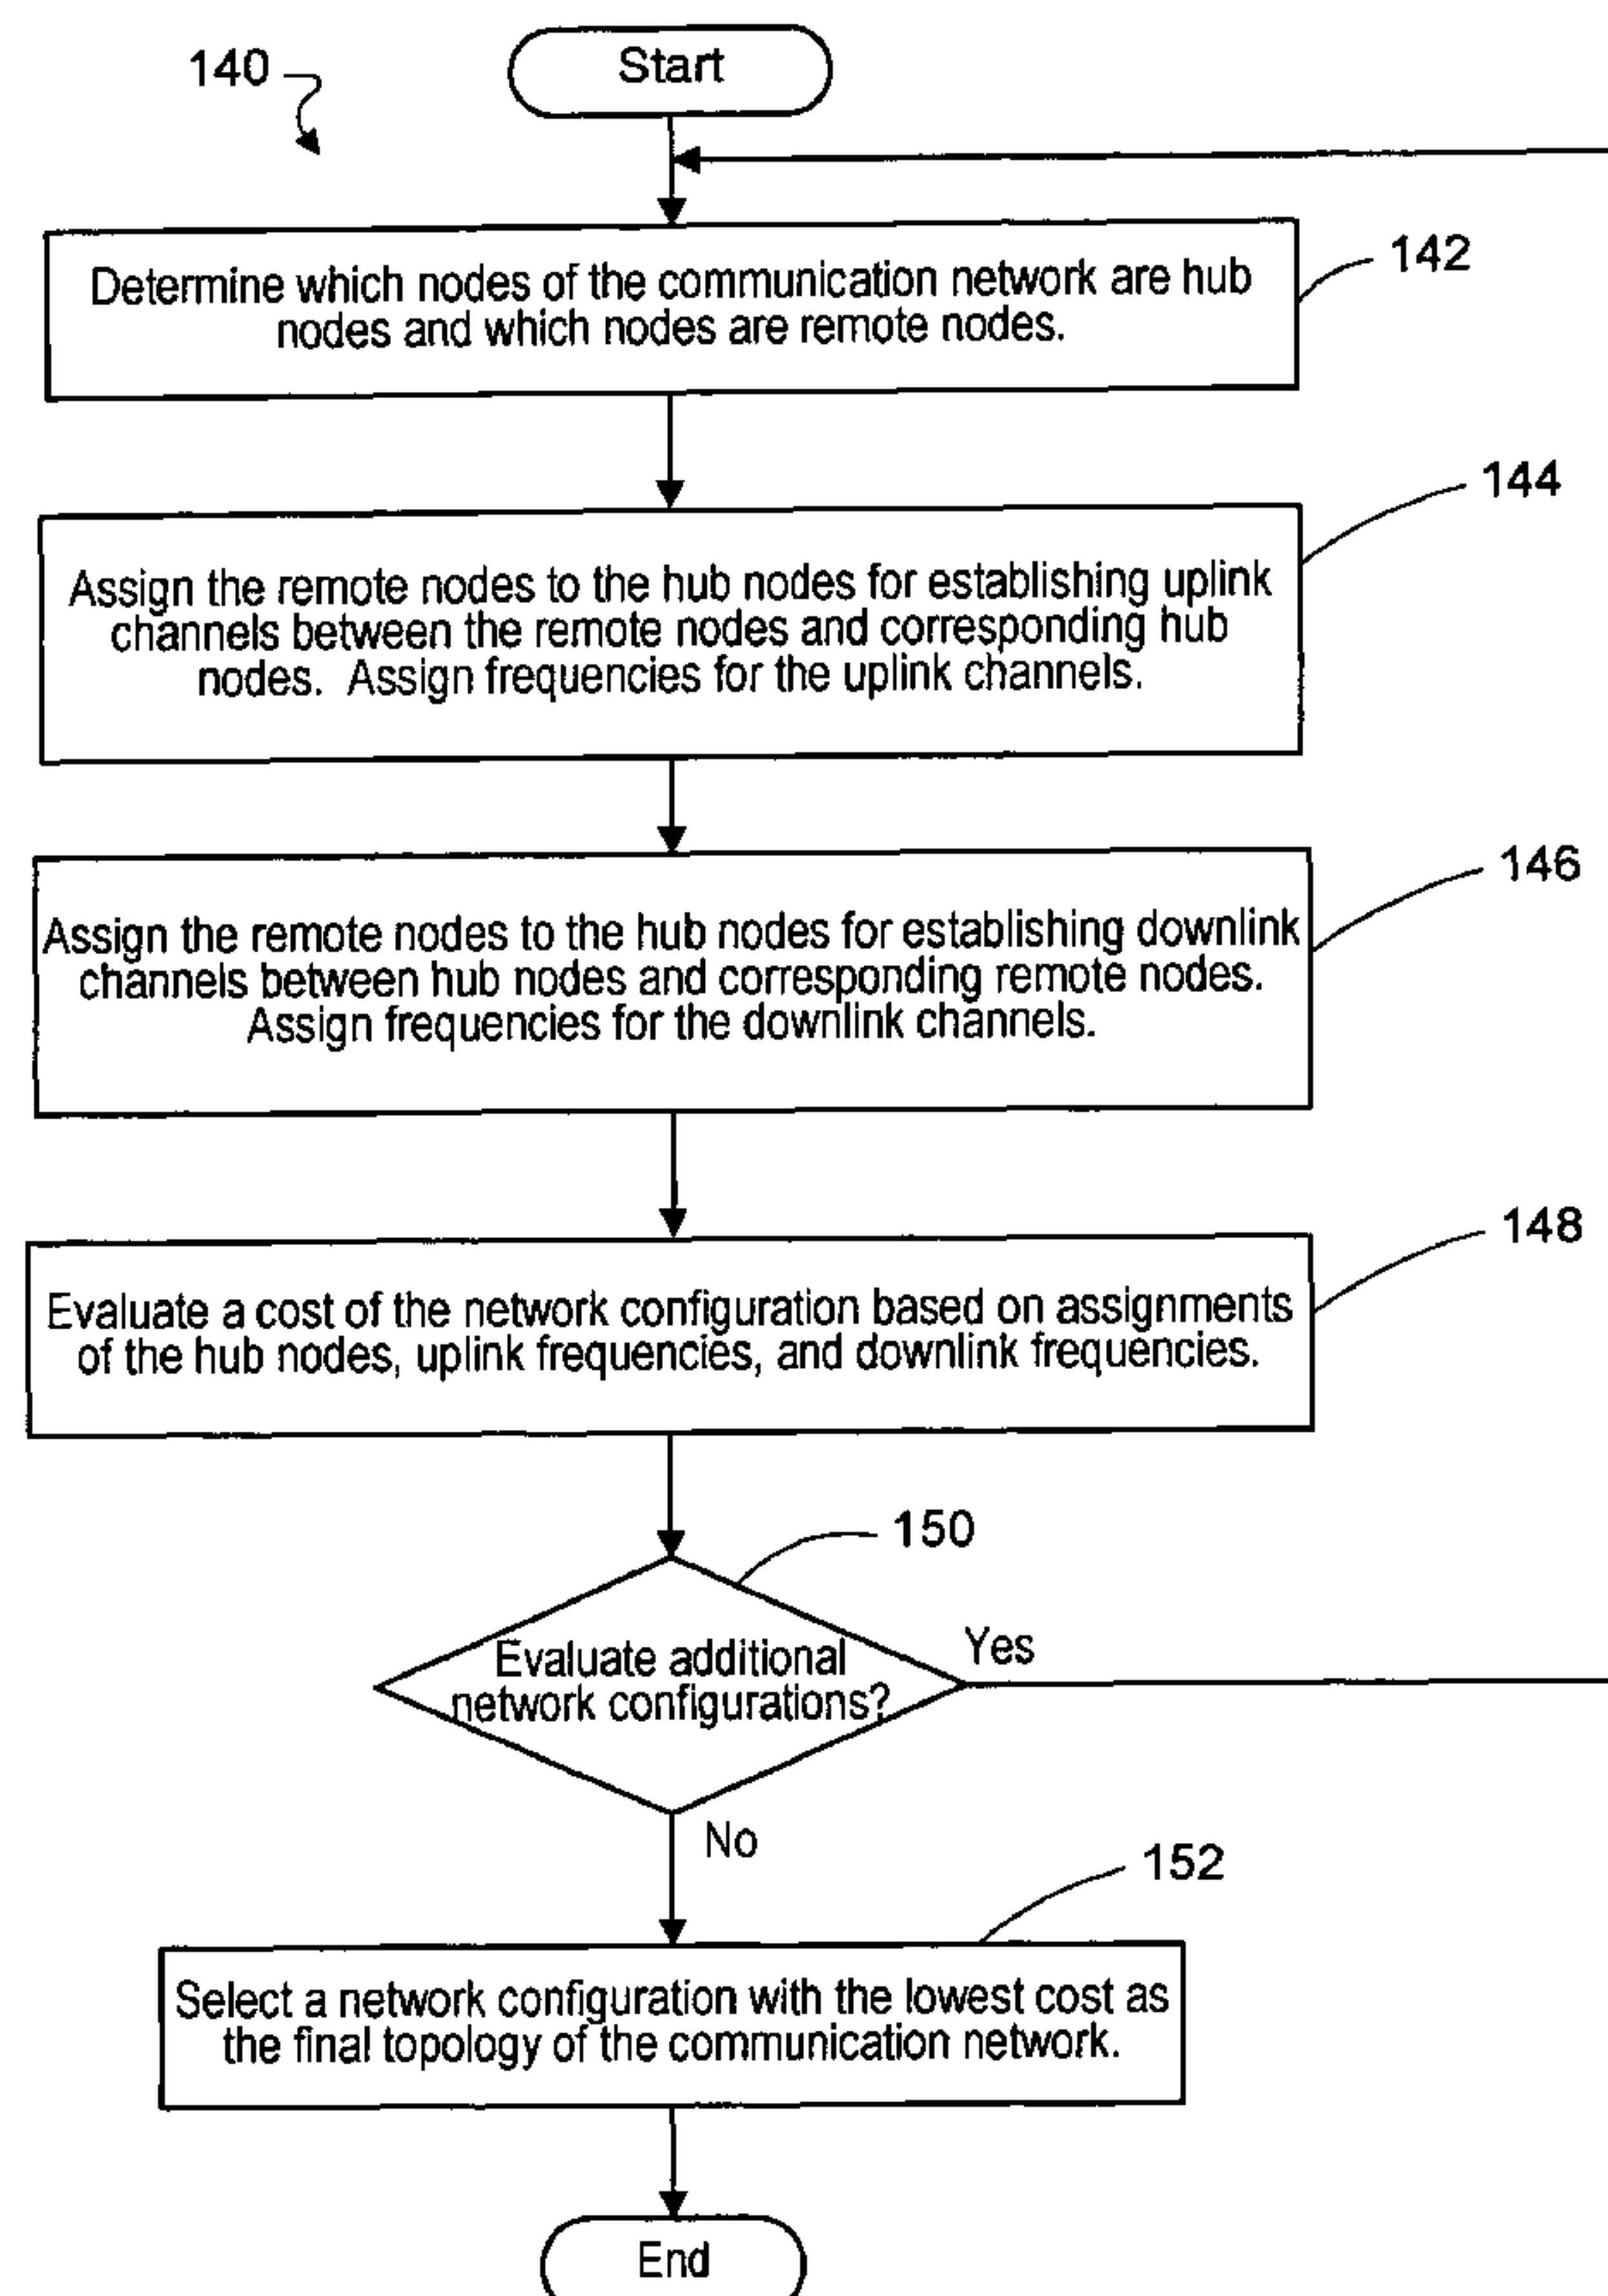 140
Start
Determine which nodes of the communication network are hub
nodes and which nodes are remote nodes.
142
144
Assign the remote nodes to the hub nodes for establishing uplink
channels between the remote nodes and corresponding hub
nodes. Assign frequencies for the uplink channels.
146
Assign the remote nodes to the hub nodes for establishing downlink
channels between hub nodes and corresponding remote nodes.
Assign frequencies for the downlink channels.
148
Evaluate a cost of the network configuration based on assignments
of the hub nodes, uplink frequencies, and downlink frequencies.
150
Evaluate additional
network configurations?
Yes
No
152
Select a network configuration with the lowest cost as
the final topology of the communication network.
End